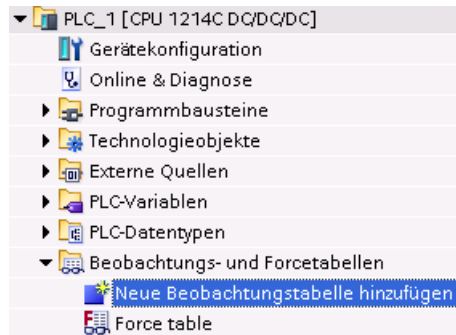 PLC_1 [CPU 1214C DC/DC/DC]
Gerätekonfiguration
Online & Diagnose
Programmbausteine
Technologieobjekte
Externe Quellen
PLC-Variablen
PLC-Datentypen
Beobachtungs- und Forcetabellen
Neue Beobachtungstabelle hinzufügen
Force table